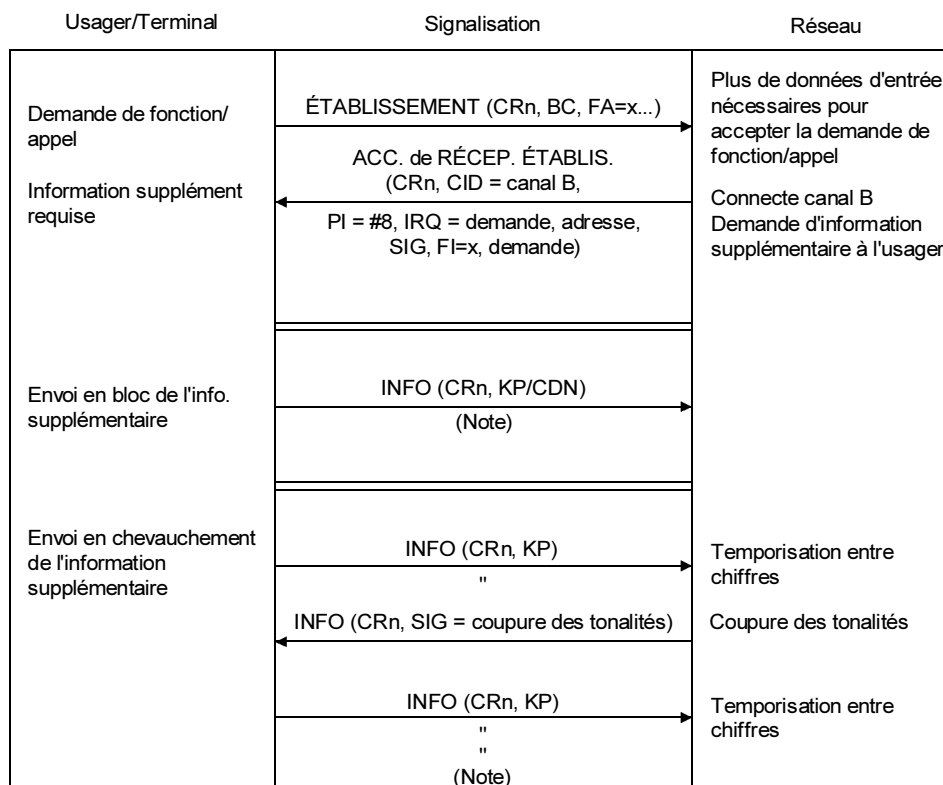 Usager/Terminal
Signalisation
Réseau
Demande de fonction/
appel
ÉTABLISSEMENT (CRn, BC, FA=x...)
Plus de données d'entrée
nécessaires pour
accepter la demande de
fonction/appel
Information supplément
requise
ACC. de RÉCEP. ÉTABLIS.
(CRn, CID = canal B,
PI = #8, IRQ = demande, adresse,
SIG, FI=x, demande)
Connecte canal B
Demande d'information
supplémentaire à l'usager
Envoi en bloc de l'info.
supplémentaire
INFO (CRn, KP/CDN)
(Note)
Envoi en chevauchement
de l'information
supplémentaire
INFO (CRn, KP)
"
Temporisation entre
chiffres
INFO (CRn, SIG = coupure des tonalités)
Coupure des tonalités
INFO (CRn, KP)
"
"
(Note)
Temporisation entre
chiffres